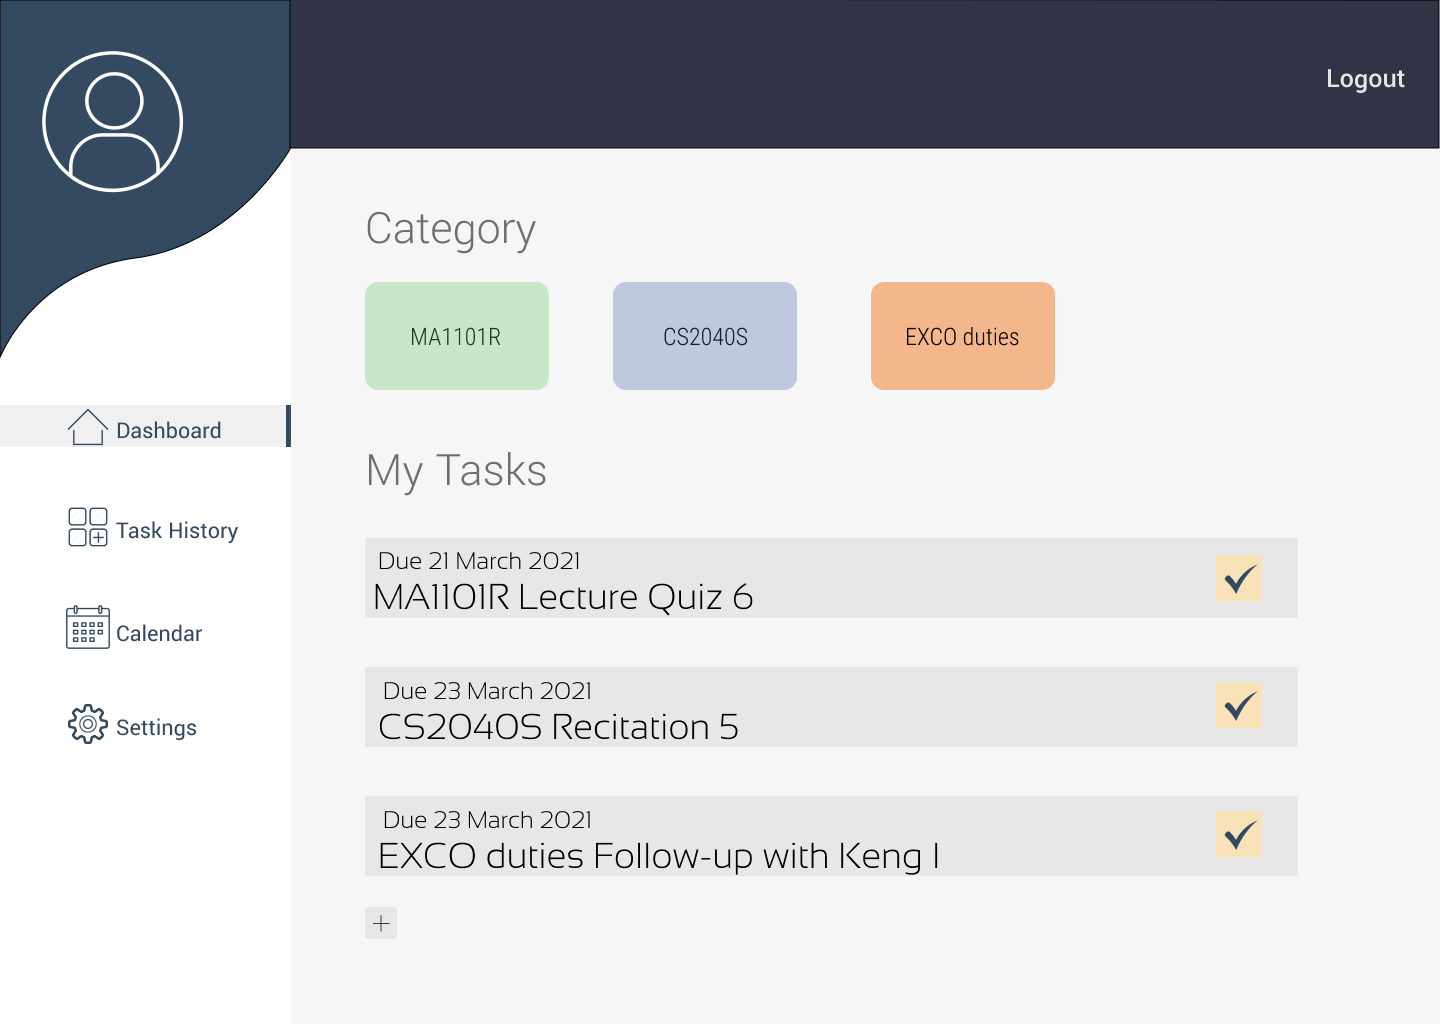 Logout
Category
MA1101R
CS2040S
EXCO duties
Dashboard
Task History
Calendar
Settings
My Tasks
Due 21 March 2021
MA1101R Lecture Quiz 6
Due 23 March 2021
CS2040S Recitation 5
Due 23 March 2021
EXCO duties Follow-up with Keng I